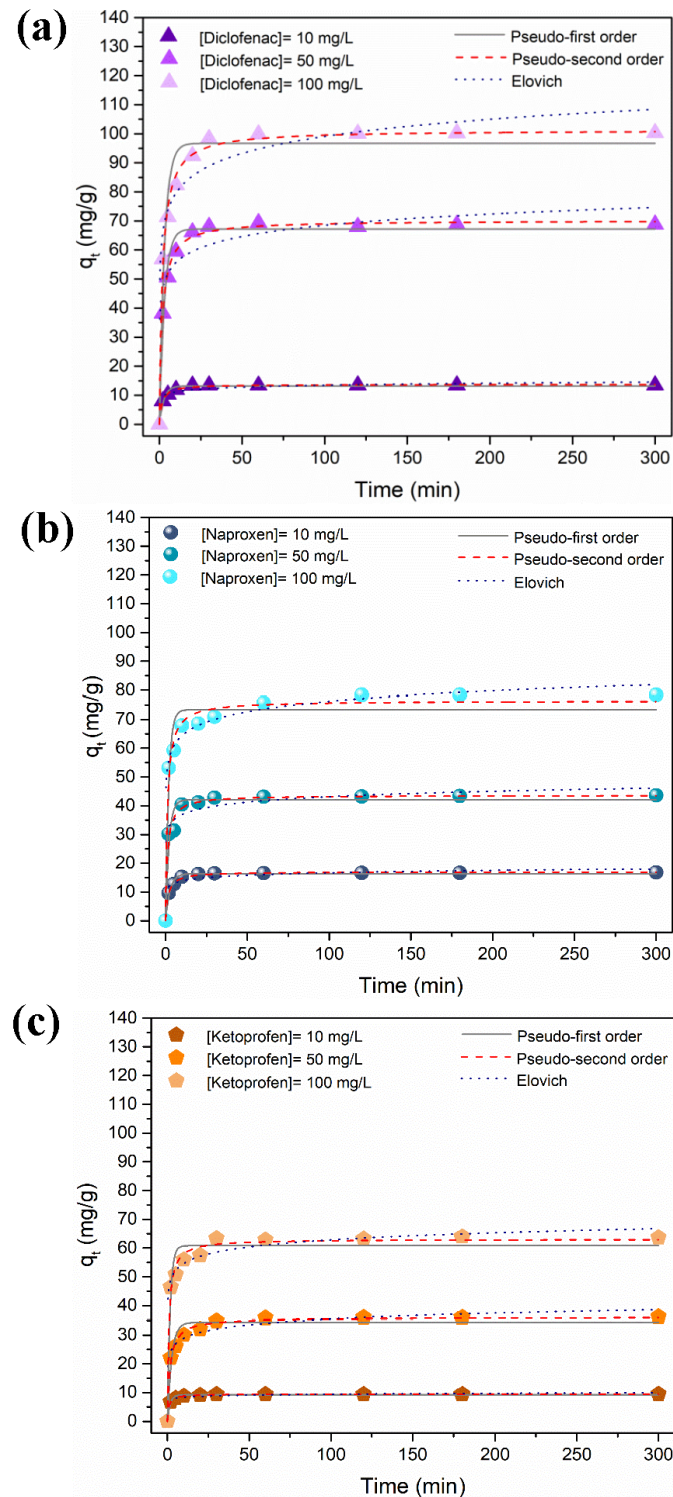 (a)
[Diclofenac]= 10 mg/L
[Diclofenac]= 50 mg/L
[Diclofenac]= 100 mg/L
Pseudo-first order
Pseudo-second order
Elovich
140
130
120
110
100
90
80
70
60
50
40
30
20
10
0
qt (mg/g)
0 50 100 150 200 250 300
Time (min)
(b)
[Naproxen]= 10 mg/L
[Naproxen]= 50 mg/L
[Naproxen]= 100 mg/L
Pseudo-first order
Pseudo-second order
Elovich
140
130
120
110
100
90
80
70
60
50
40
30
20
10
0
qt (mg/g)
0 50 100 150 200 250 300
Time (min)
(c)
[Ketoprofen]= 10 mg/L
[Ketoprofen]= 50 mg/L
[Ketoprofen]= 100 mg/L
Pseudo-first order
Pseudo-second order
Elovich
140
130
120
110
100
90
80
70
60
50
40
30
20
10
0
qt (mg/g)
0 50 100 150 200 250 300
Time (min)